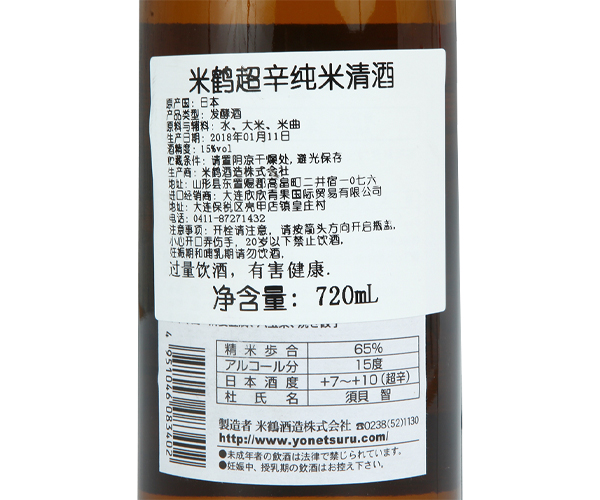 米鹤超辛纯米清酒
原产国：日本
产品类型：发酵酒
原料与辅料：水、大米、米曲
生产日期：2018年01月11日
酒精度：15%vol
贮藏条件：请置阴凉干燥处，避光保存
生产商：米鹤酒造株式会社
地址：山形县东置赐郡高畠町二井宿一0七六
进口经销商：大连欣欣青果国际贸易有限公司
地址：大连保税区亮甲店镇皇庄村
电话：0411-87271432
注意事项：开栓请注意，请按箭头方向开启瓶盖，
小心开口弄伤手，20岁以下禁止饮酒，
妊娠期和哺乳期请勿饮酒．
过量饮酒，有害健康．
净含量：720mL
精米歩合 65%
アルコール分 15度
日本酒度 +7～+10（超辛）
杜氏名 須貝 智
製造者 米鶴酒造株式会社 ☎0238(52)1130
http://www.yonetsuru.com/
●未成年者の飲酒は法律で禁じられています。
●妊娠中、授乳期の飲酒はお控え下さい。
4 951046 083402